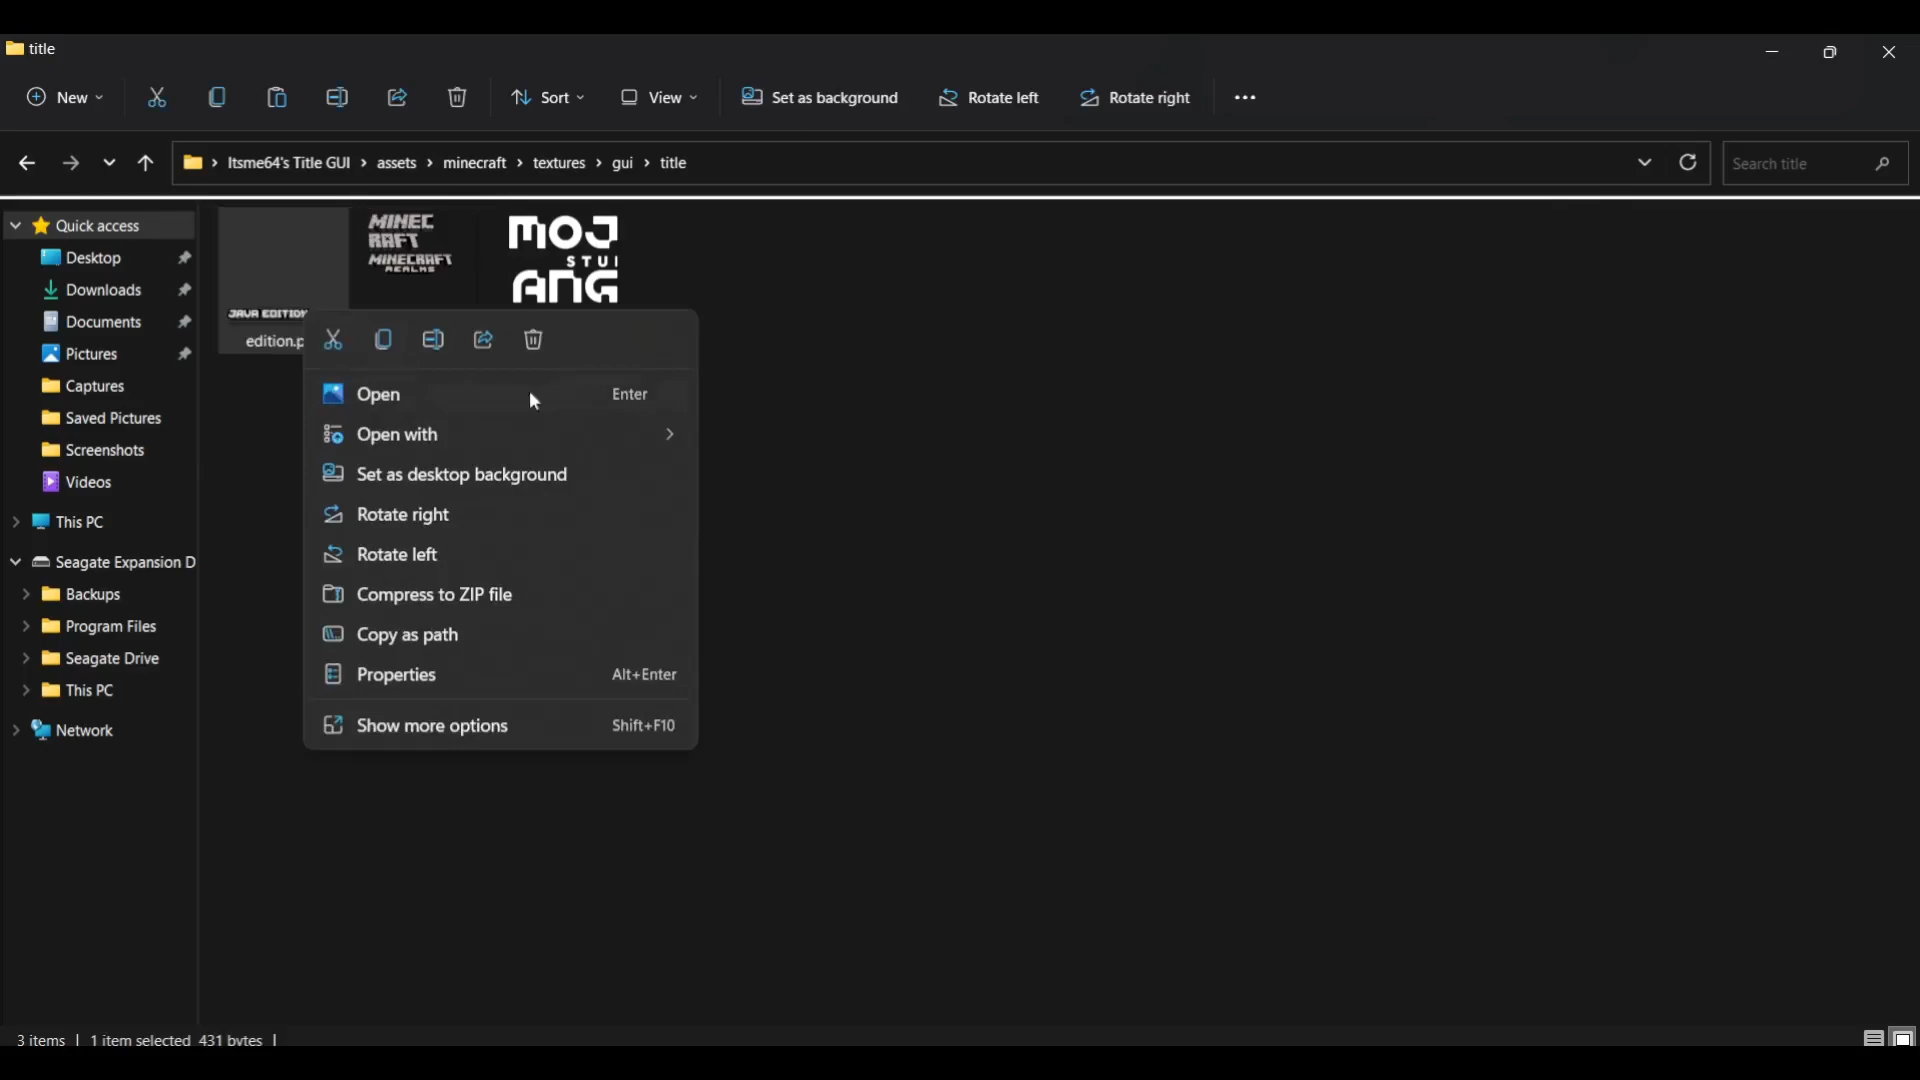 title
New
Sort
View
Set as background
Rotate left
Rotate right
Itsme64's Title GUI > assets > minecraft > textures > gui > title
Search title
Quick access
Desktop
Downloads
Documents
Pictures
Captures
Saved Pictures
Screenshots
Videos
This PC
Seagate Expansion D
Backups
Program Files
Seagate Drive
This PC
Network
MINEC
RAFT
MINECRAFT
REALMS
MOJ
STUI
ANG
JAVA EDITION
edition.p
Open Enter
Open with
Set as desktop background
Rotate right
Rotate left
Compress to ZIP file
Copy as path
Properties Alt+Enter
Show more options Shift+F10
3 items | 1 item selected 431 bytes |